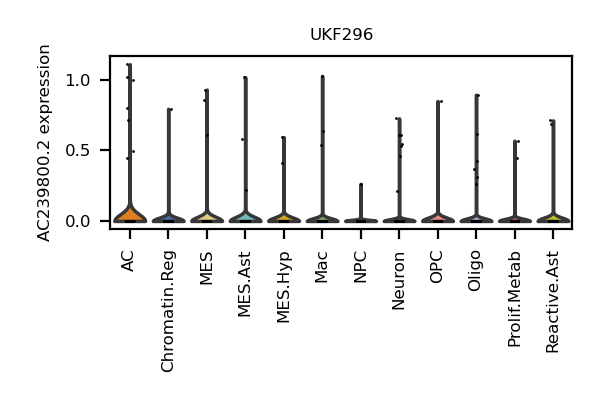 UKF296
AC239800.2 expression
1.0
0.5
0.0
AC
Chromatin.Reg
MES
MES.Ast
MES.Hyp
Mac
NPC
Neuron
OPC
Oligo
Prolif.Metab
Reactive.Ast